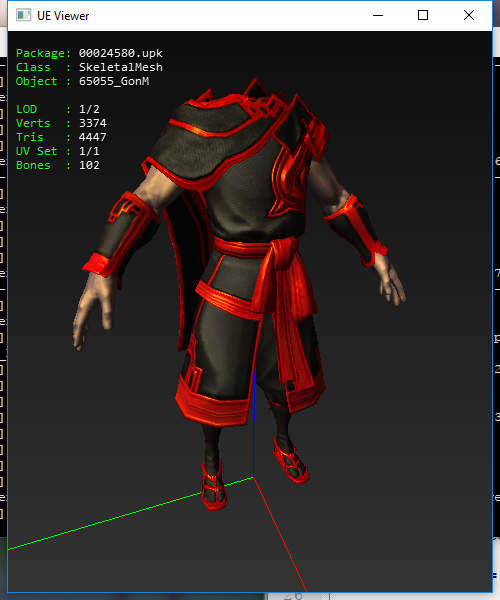 UE Viewer
Package: 00024580.upk
Class : SkeletalMesh
Object : 65055_GonM
LOD : 1/2
Verts : 3374
Tris : 4447
UV Set : 1/1
Bones : 102